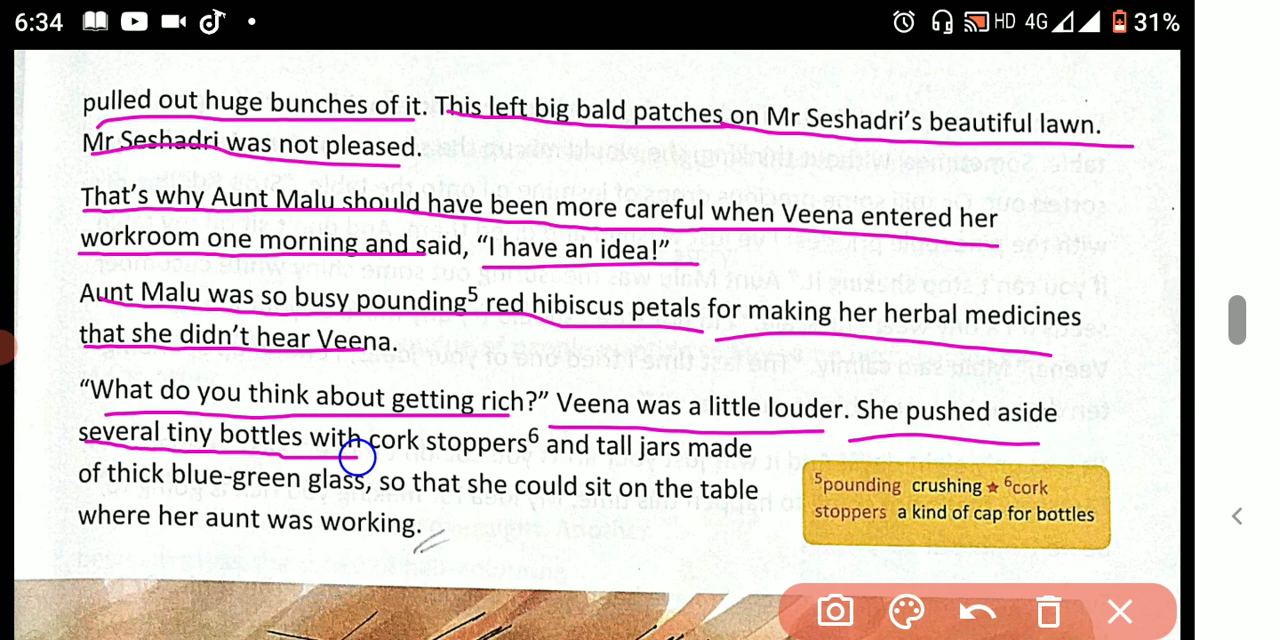 6:34
HD 4G 31%
pulled out huge bunches of it. This left big bald patches on Mr Seshadri's beautiful lawn.
Mr Seshadri was not pleased.
That's why Aunt Malu should have been more careful when Veena entered her
workroom one morning and said, "I have an idea!"
Aunt Malu was so busy pounding⁵ red hibiscus petals for making her herbal medicines
that she didn't hear Veena.
"What do you think about getting rich?" Veena was a little louder. She pushed aside
several tiny bottles with cork stoppers⁶ and tall jars made
of thick blue-green glass, so that she could sit on the table
where her aunt was working.
⁵pounding crushing ★ ⁶cork
stoppers a kind of cap for bottles